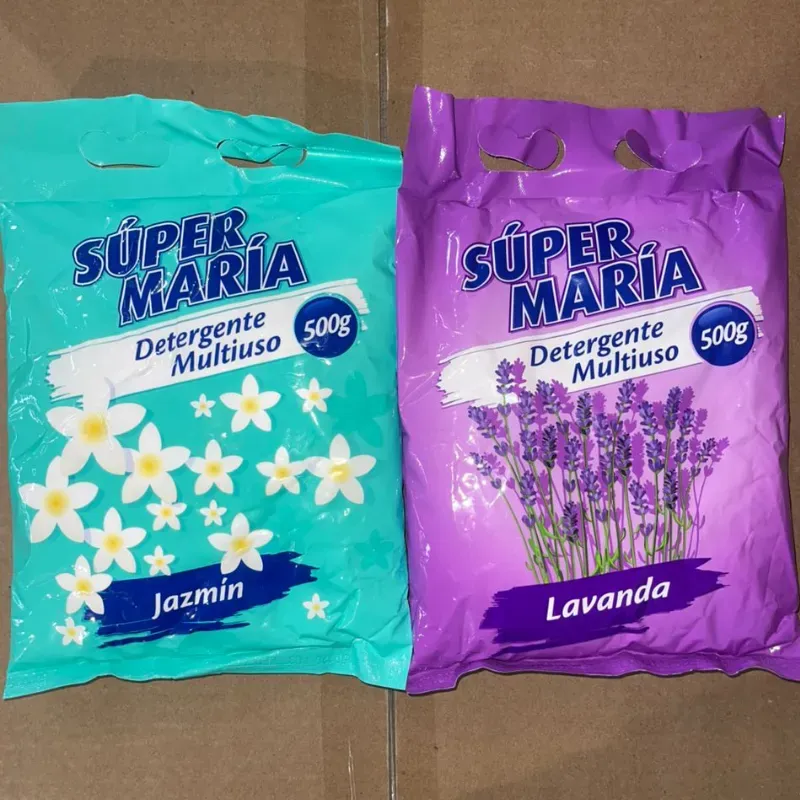 SÚPER
MARÍA
Detergente
Multiuso
500g
Jazmín
SÚPER
MARÍA
Detergente
Multiuso
500g
Lavanda